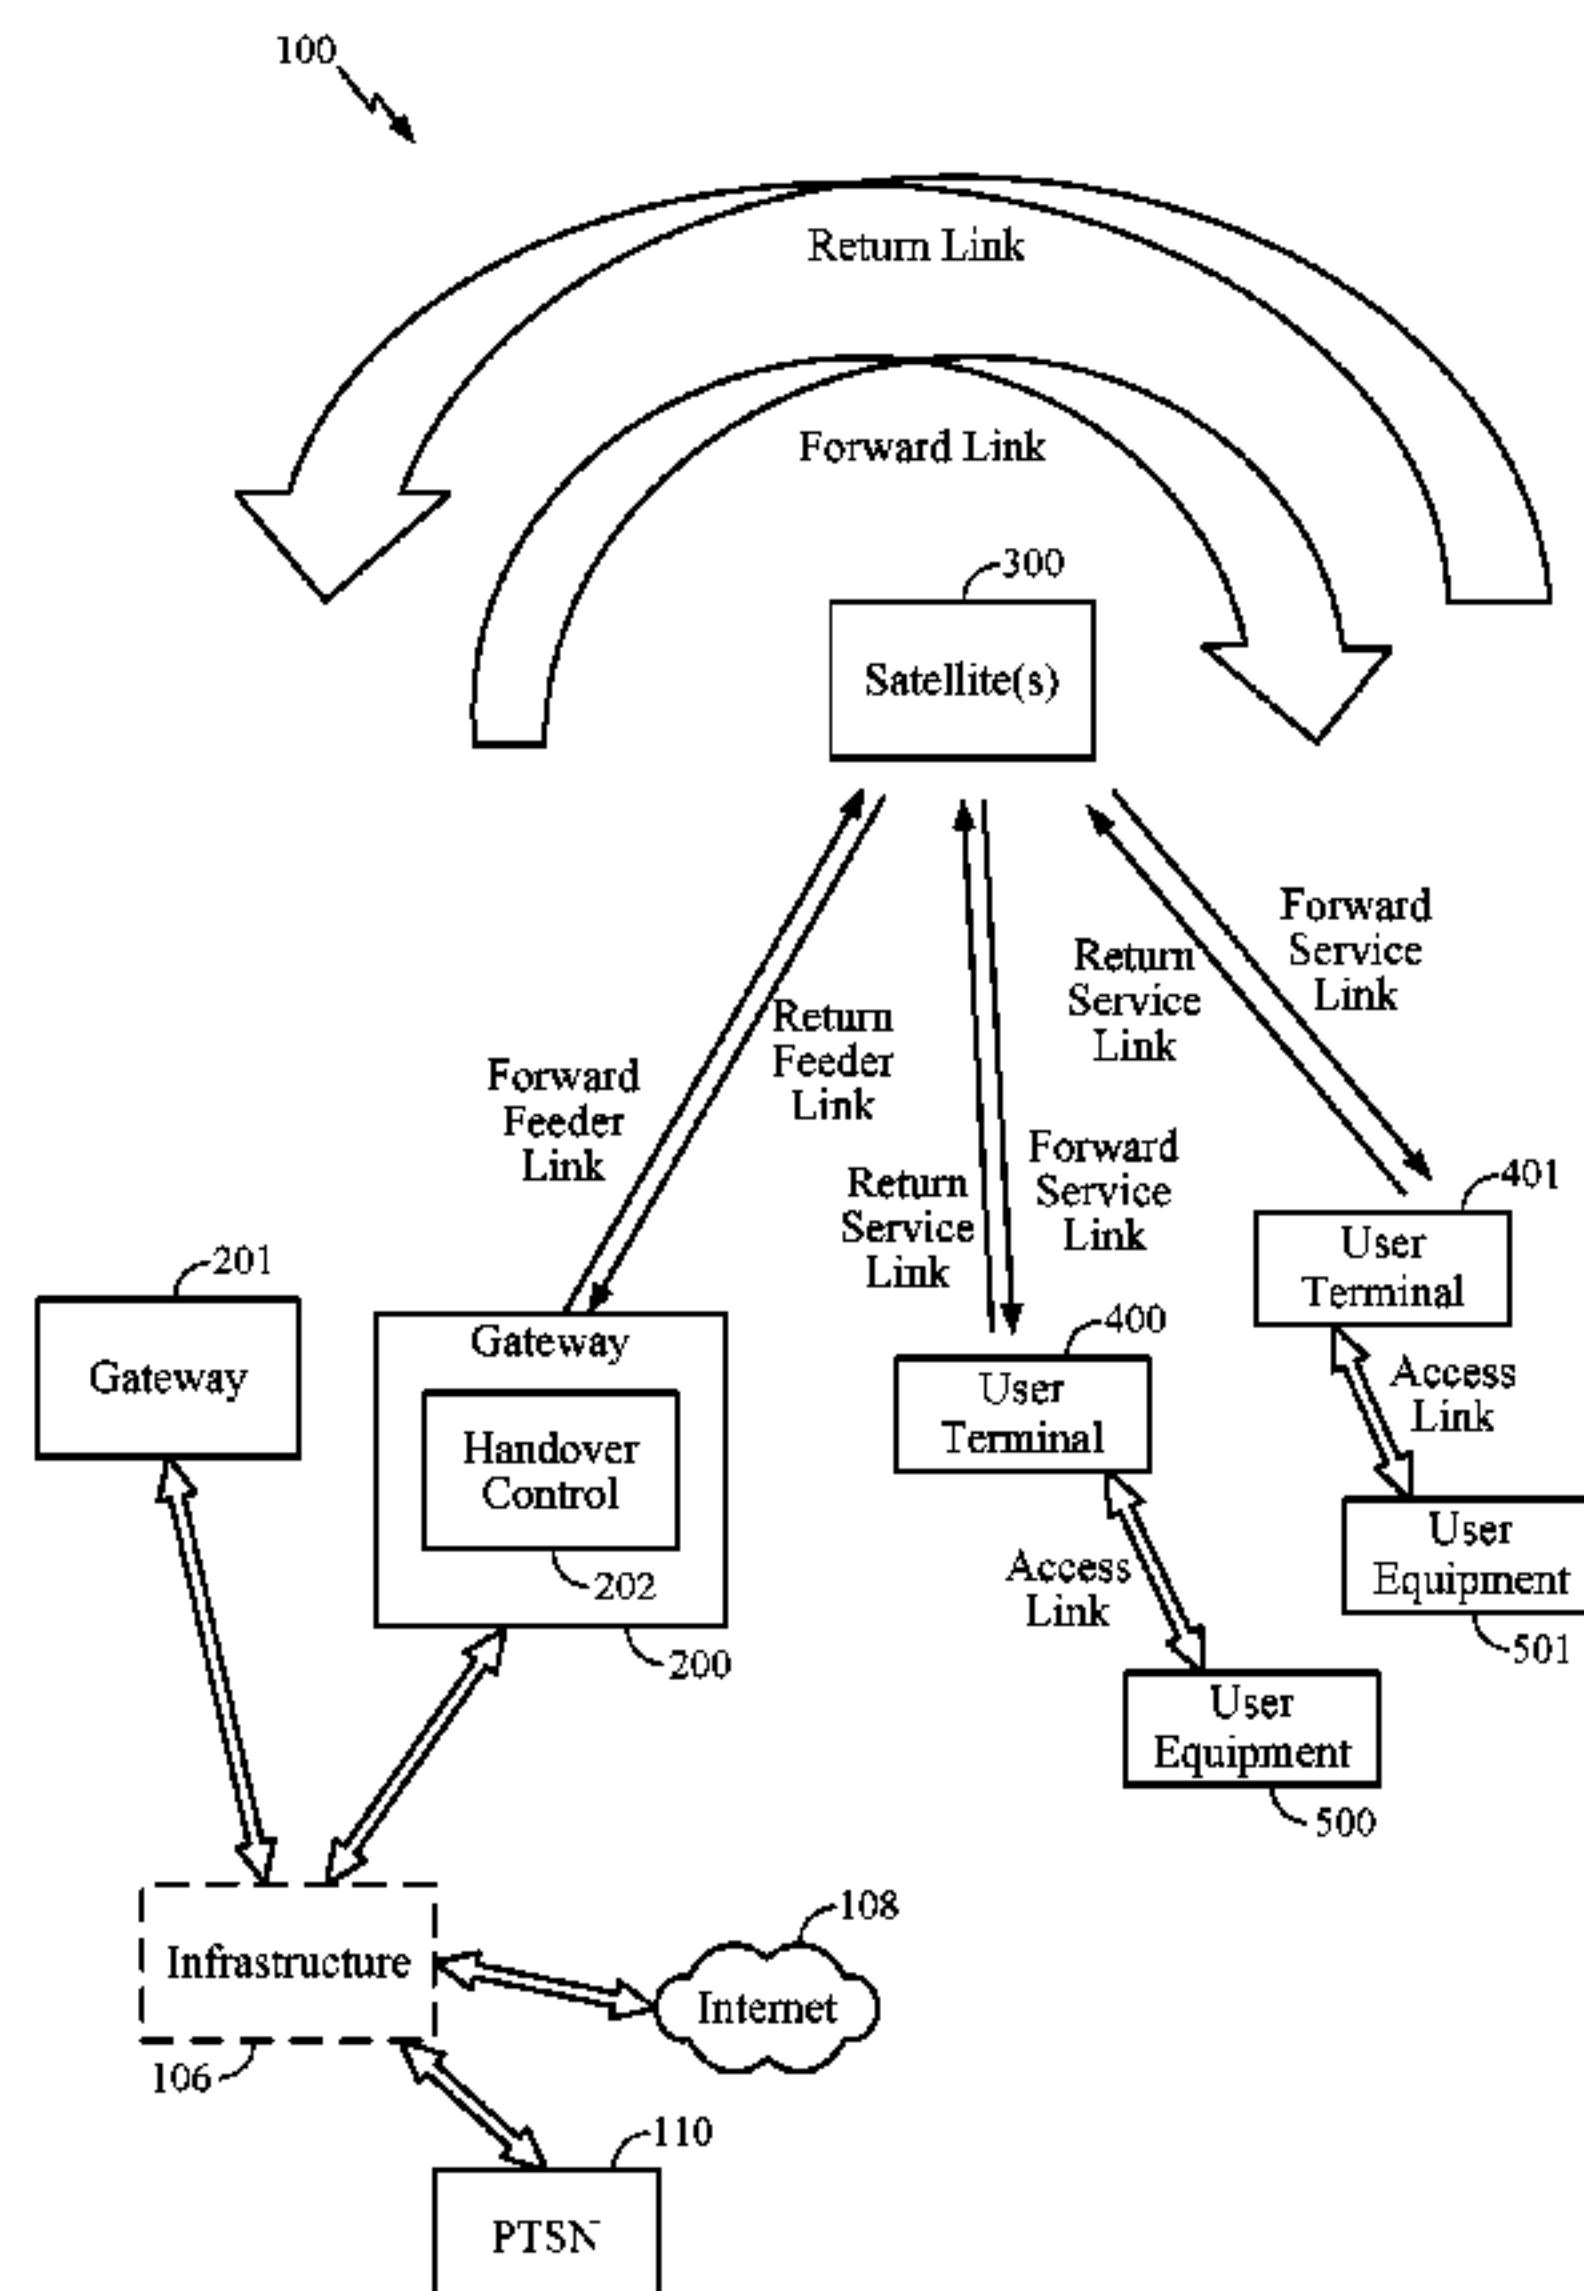 100
Return Link
Forward Link
300
Satellite(s)
Forward
Service
Link
Return
Service
Link
Return
Feeder
Link
Forward
Feeder
Link
Forward
Service
Link
Return
Service
Link
401
User
Terminal
201
Gateway
Gateway
Handover
Control
202
200
400
User
Terminal
Access
Link
User
Equipment
501
Access
Link
User
Equipment
500
Infrastructure
106
108
Internet
110
PTSN